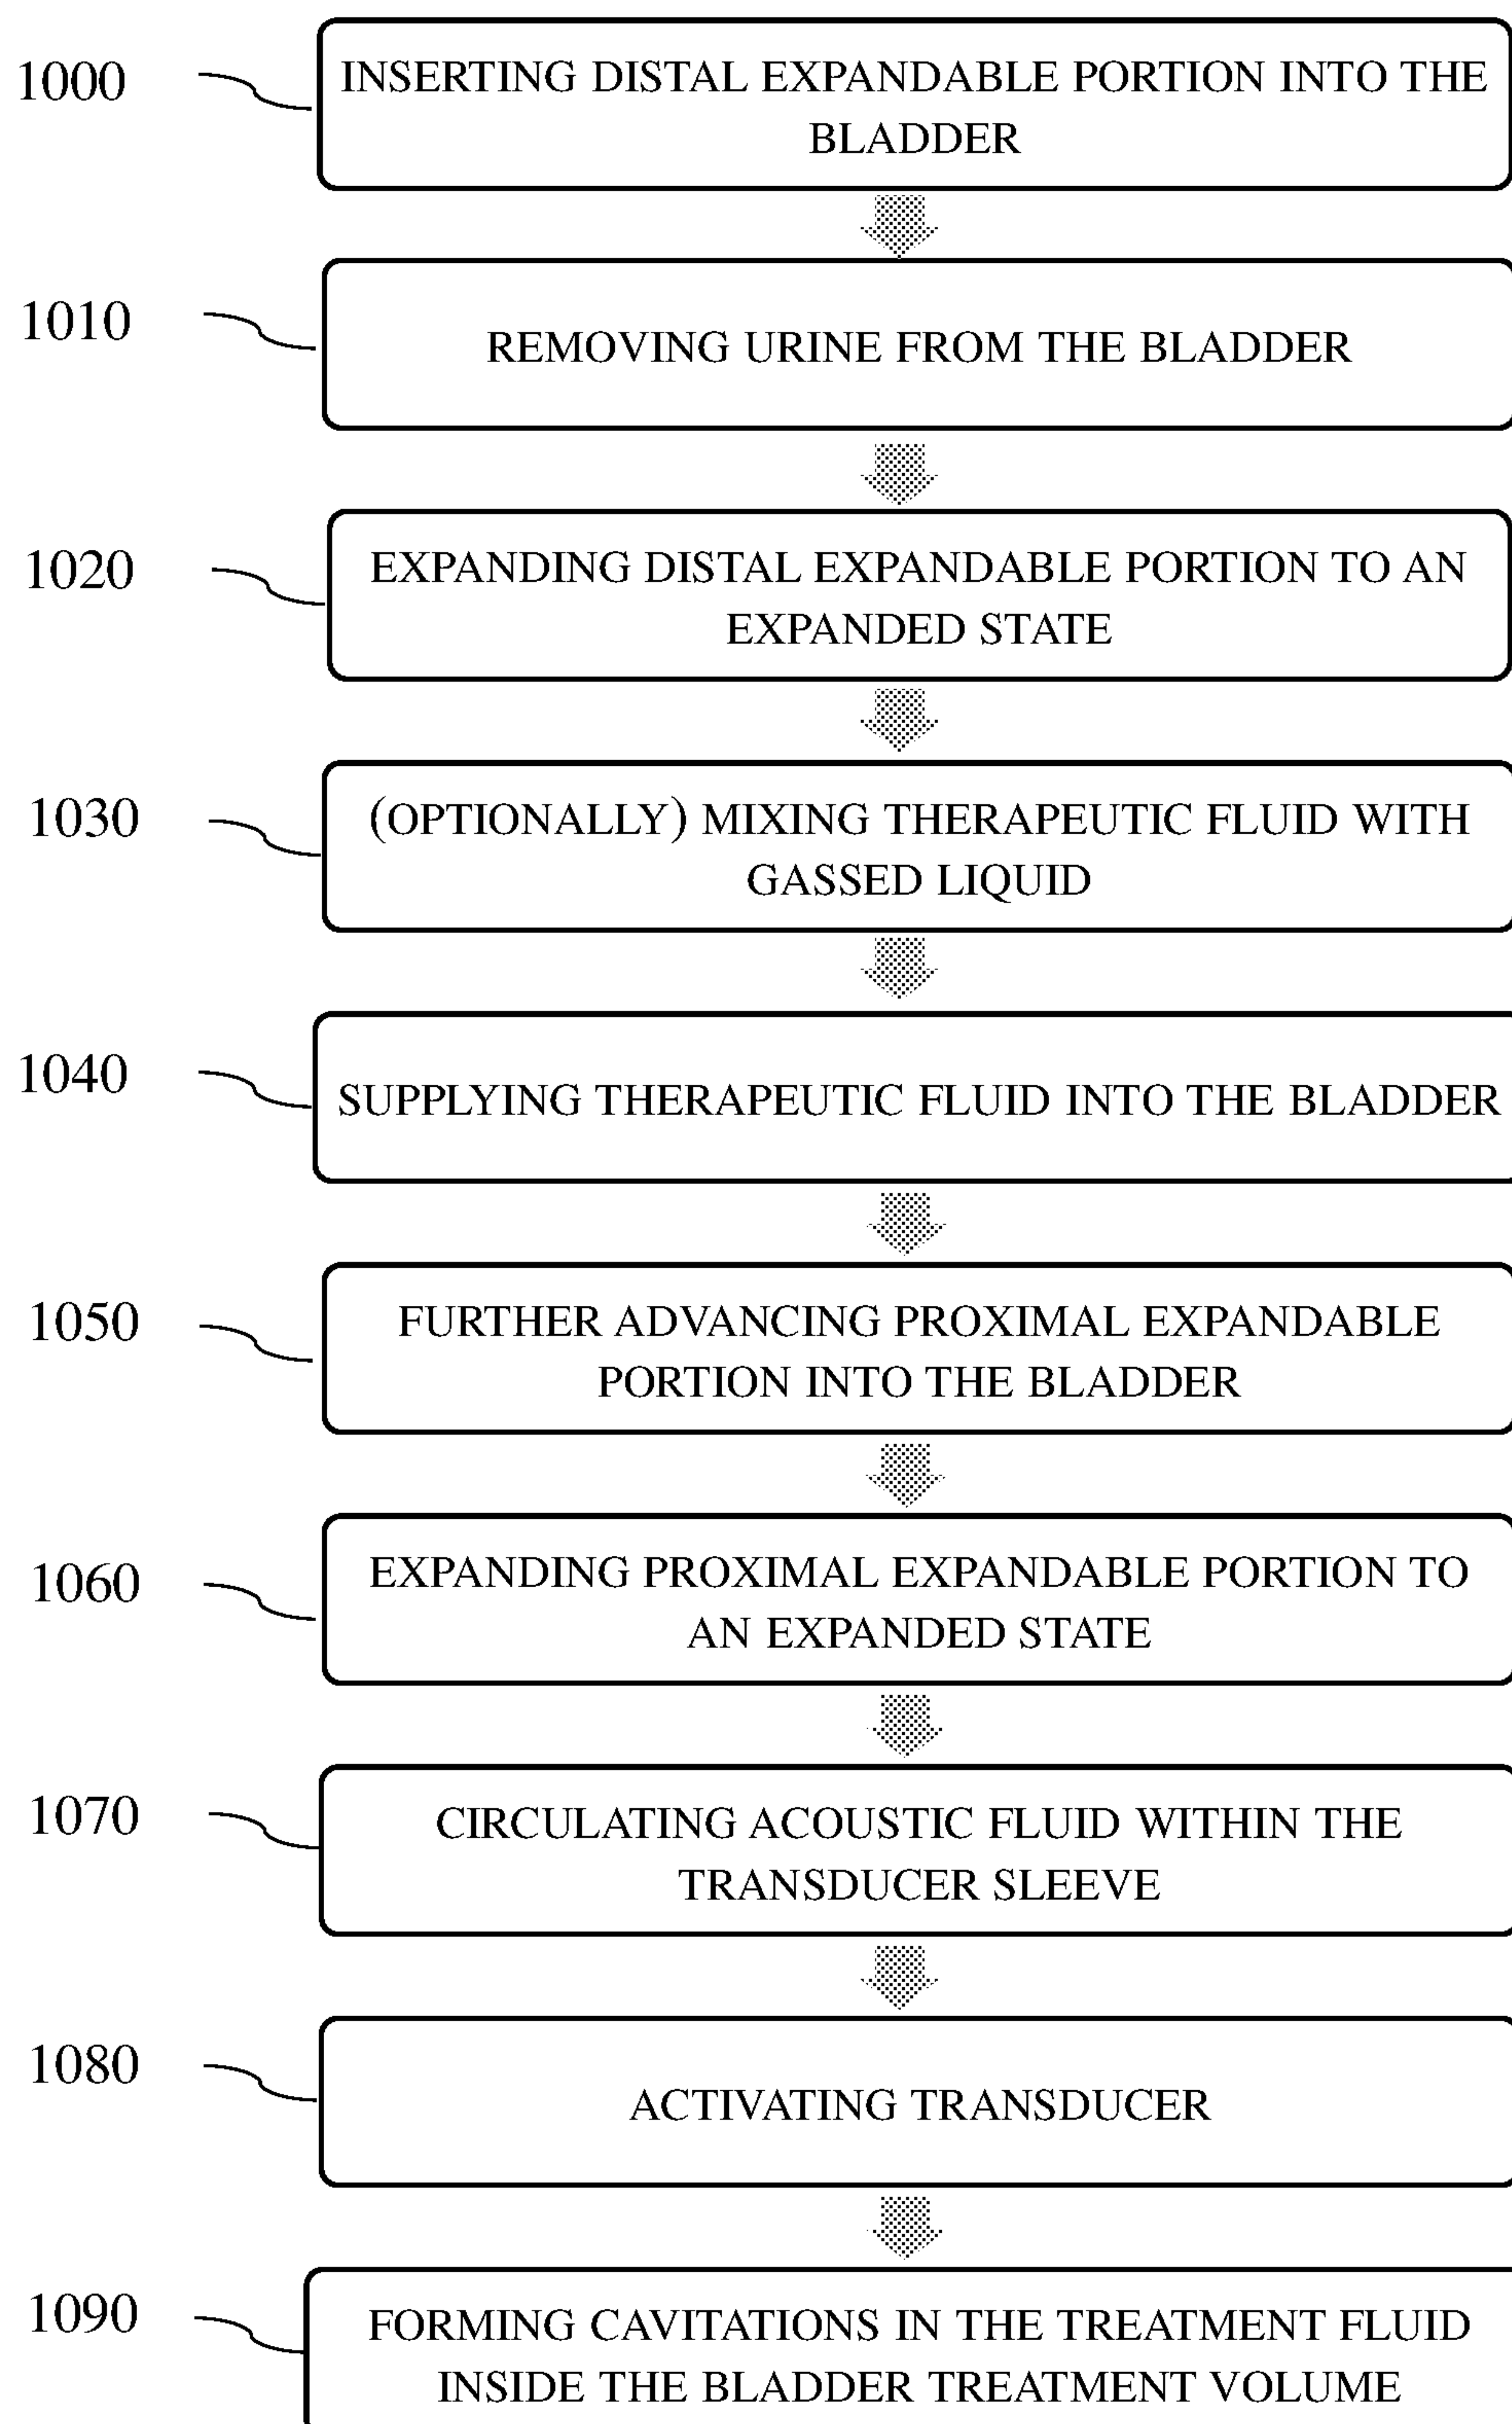 1000
INSERTING DISTAL EXPANDABLE PORTION INTO THE
BLADDER
1010
REMOVING URINE FROM THE BLADDER
1020
EXPANDING DISTAL EXPANDABLE PORTION TO AN
EXPANDED STATE
1030
(OPTIONALLY) MIXING THERAPEUTIC FLUID WITH
GASSED LIQUID
1040
SUPPLYING THERAPEUTIC FLUID INTO THE BLADDER
1050
FURTHER ADVANCING PROXIMAL EXPANDABLE
PORTION INTO THE BLADDER
1060
EXPANDING PROXIMAL EXPANDABLE PORTION TO
AN EXPANDED STATE
1070
CIRCULATING ACOUSTIC FLUID WITHIN THE
TRANSDUCER SLEEVE
1080
ACTIVATING TRANSDUCER
1090
FORMING CAVITATIONS IN THE TREATMENT FLUID
INSIDE THE BLADDER TREATMENT VOLUME